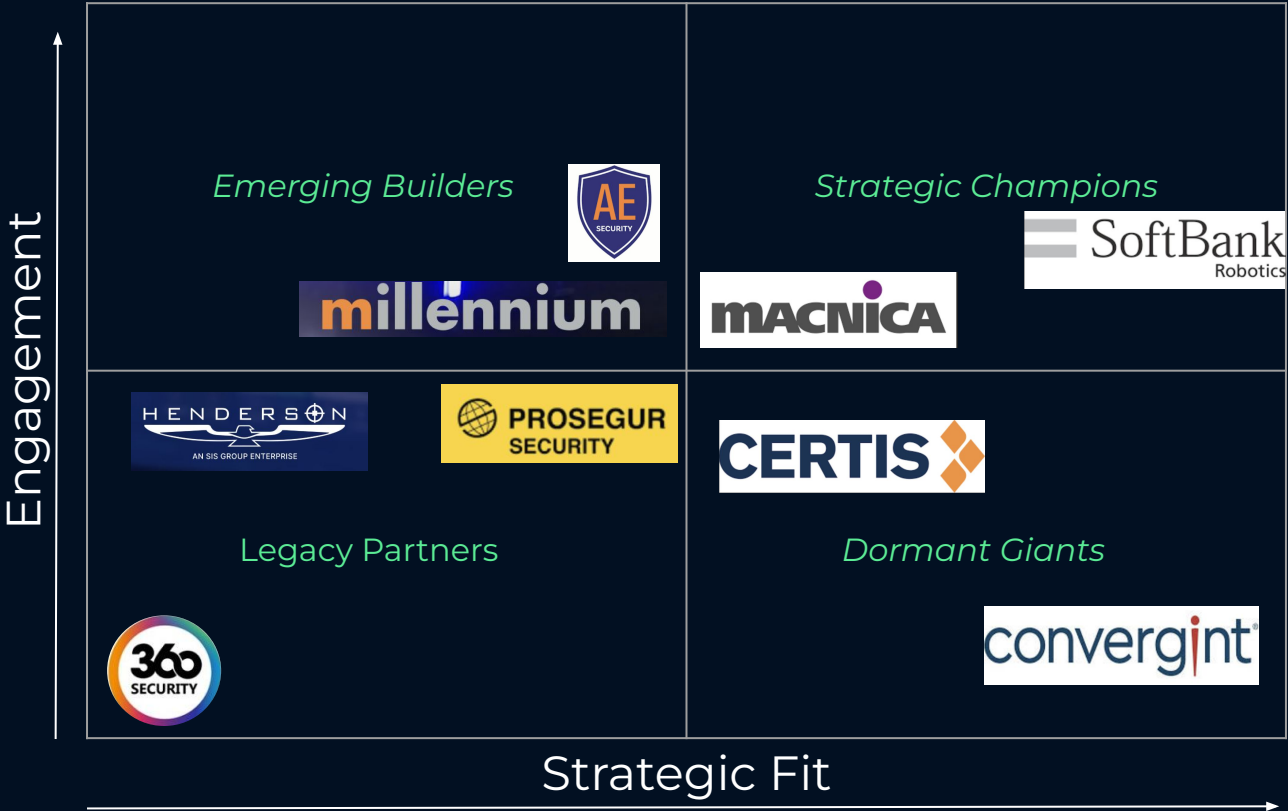 Engagement
Emerging Builders
AE
SECURITY
millennium
Strategic Champions
SoftBank
Robotics
MACNICA
HENDERSON
AN SIS GROUP ENTERPRISE
PROSEGUR
SECURITY
Legacy Partners
360
SECURITY
CERTIS
Dormant Giants
convergint®
Strategic Fit